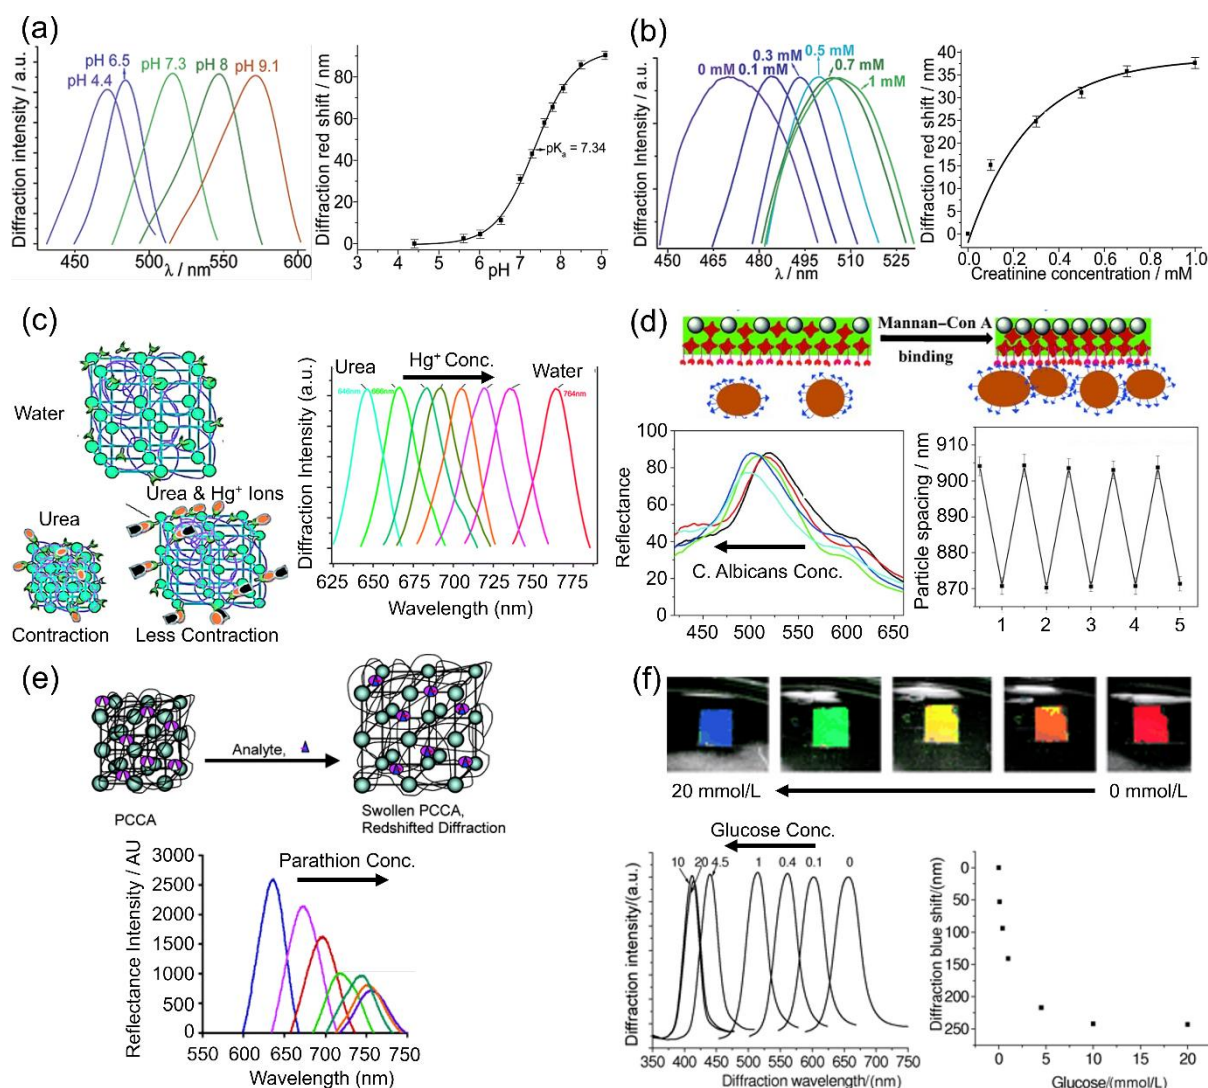 (a)
pH 6.5
pH 4.4
pH 7.3
pH 8
pH 9.1
Diffraction intensity / a.u.
450 500 550 600
λ / nm
Diffraction red shift / nm
80
60
40
20
0
pKa = 7.34
3 4 5 6 7 8 9
pH
(b)
0 mM
0.1 mM
0.3 mM
0.5 mM
0.7 mM
1 mM
Diffraction Intensity / a.u.
450 465 480 495 510 525
λ / nm
Diffraction red shift / nm
40
35
30
25
20
15
10
5
0
0.0 0.2 0.4 0.6 0.8 1.0
Creatinine concentration / mM
(c)
Water
Urea & Hg⁺ Ions
Urea
Contraction
Less Contraction
Urea
Hg⁺ Conc.
Water
646nm
666nm
764nm
Diffraction Intensity (a.u.)
625 650 675 700 725 750 775
Wavelength (nm)
(d)
Mannan–Con A
binding
Reflectance
100
80
60
40
20
0
C. Albicans Conc.
450 500 550 600 650
Particle spacing / nm
910
900
890
880
870
1 2 3 4 5
(e)
Analyte,
PCCA
Swollen PCCA,
Redshifted Diffraction
Reflectance Intensity / AU
3000
2500
2000
1500
1000
500
0
Parathion Conc.
550 600 650 700 750 750
Wavelength (nm)
(f)
20 mmol/L
0 mmol/L
Glucose Conc.
10 20 4.5 1 0.4 0.1 0
Diffraction intensity/(a.u.)
350 400 450 500 550 600 650 700 750
Diffraction wavelength/(nm)
Diffraction blue shift/(nm)
0
50
100
150
200
250
0 5 10 15 20
Glucose/(mmol/L)